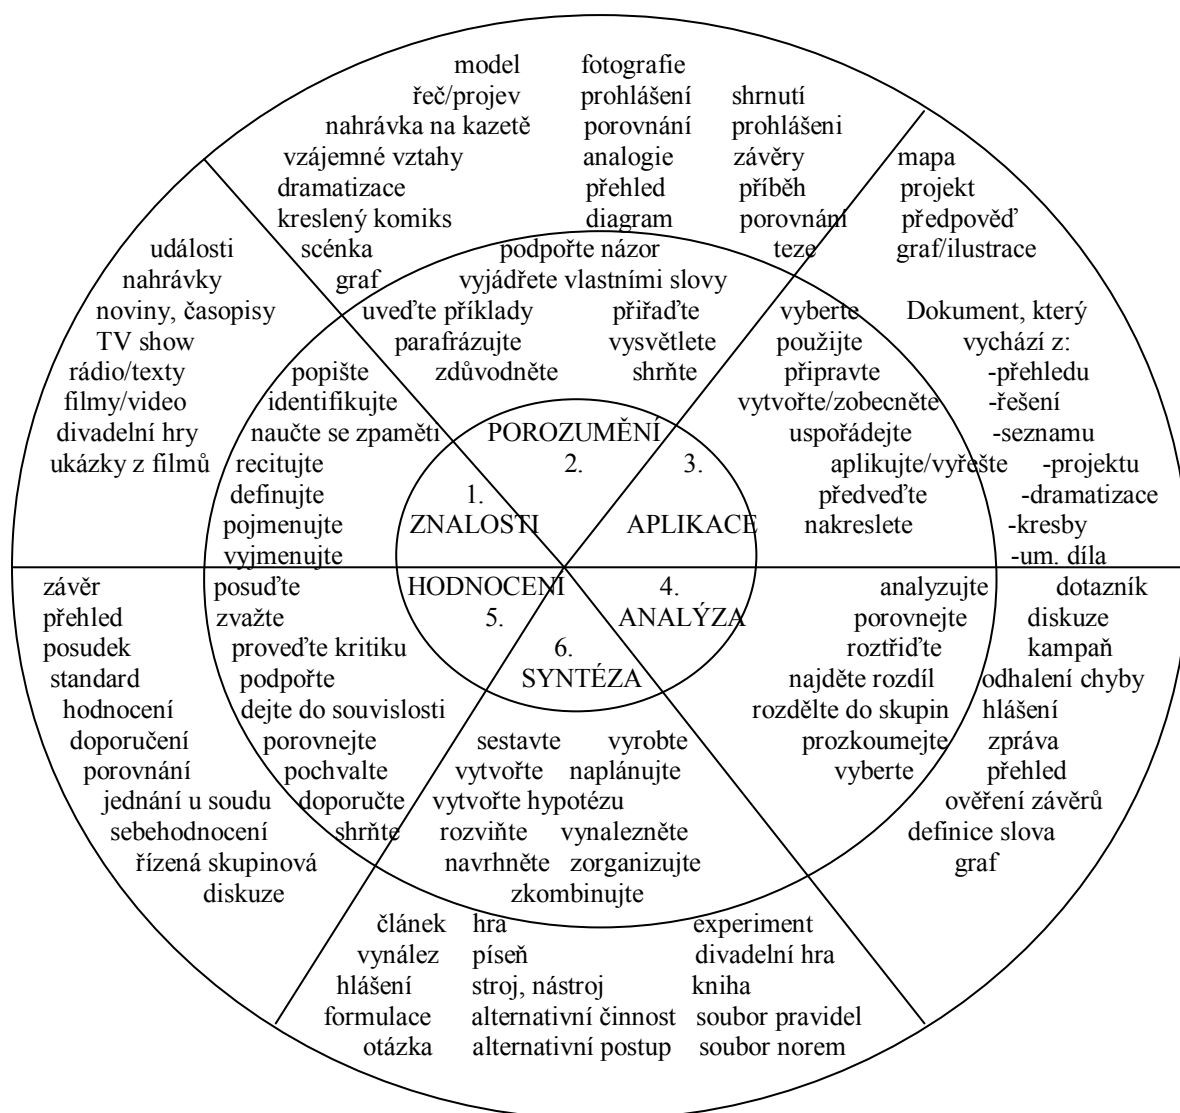 model
řeč/projev
nahrávka na kazetě
vzájemné vztahy
dramatizace
kreslený komiks
scénka
graf
fotografie
prohlášení
porovnání
analogie
přehled
diagram
shrnutí
prohlášeni
závěry
příběh
porovnání
teze
podpořte názor
vyjádřete vlastními slovy
uveďte příklady
přiřaďte
parafrázujte
vysvětlete
zdůvodněte
shrňte
POROZUMĚNÍ
2.
mapa
projekt
předpověď
graf/ilustrace
Dokument, který
vychází z:
-přehledu
-řešení
-seznamu
-projektu
-dramatizace
-kresby
-um. díla
vyberte
použijte
připravte
vytvořte/zobecněte
uspořádejte
aplikujte/vyřešte
předveďte
nakreslete
3.
APLIKACE
události
nahrávky
noviny, časopisy
TV show
rádio/texty
filmy/video
divadelní hry
ukázky z filmů
popište
identifikujte
naučte se zpaměti
recitujte
definujte
pojmenujte
vyjmenujte
1.
ZNALOSTI
závěr
přehled
posudek
standard
hodnocení
doporučení
porovnání
jednání u soudu
sebehodnocení
řízená skupinová
diskuze
posuďte
zvažte
proveďte kritiku
podpořte
dejte do souvislosti
porovnejte
pochvalte
doporučte
shrňte
HODNOCENÍ
5.
4.
ANALÝZA
analyzujte
porovnejte
roztřiďte
najděte rozdíl
rozdělte do skupin
prozkoumejte
vyberte
dotazník
diskuze
kampaň
odhalení chyby
hlášení
zpráva
přehled
ověření závěrů
definice slova
graf
6.
SYNTÉZA
sestavte
vyrobte
vytvořte
naplánujte
vytvořte hypotézu
rozviňte
vynalezněte
navrhněte
zorganizujte
zkombinujte
článek
vynález
hlášení
formulace
otázka
hra
píseň
stroj, nástroj
alternativní činnost
alternativní postup
experiment
divadelní hra
kniha
soubor pravidel
soubor norem